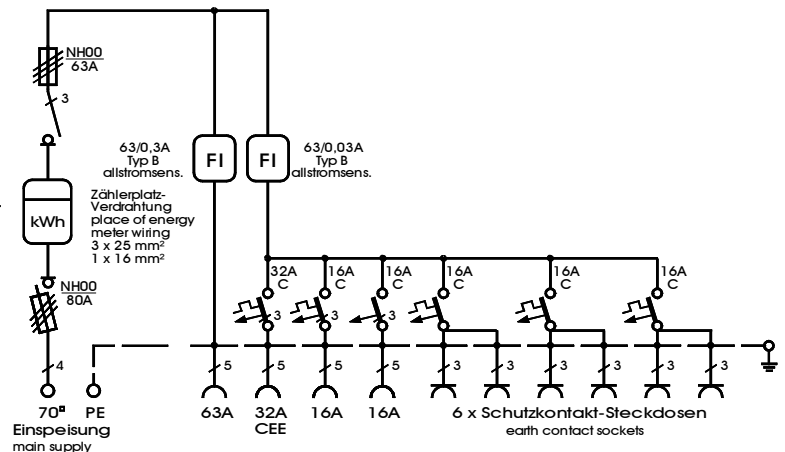 NH00
63A
3
63/0,3A
Typ B
allstromsens.
FI
FI
63/0,03A
Typ B
allstromsens.
kWh
Zählerplatz-
Verdrahtung
place of energy
meter wiring
3 x 25 mm²
1 x 16 mm²
NH00
80A
32A
C
16A
C
16A
C
16A
C
16A
C
16A
C
3
3
3
4
5
5
5
5
3
3
3
3
3
3
70
PE
63A
32A
CEE
16A
16A
6 x Schutzkontakt-Steckdosen
earth contact sockets
Einspeisung
main supply